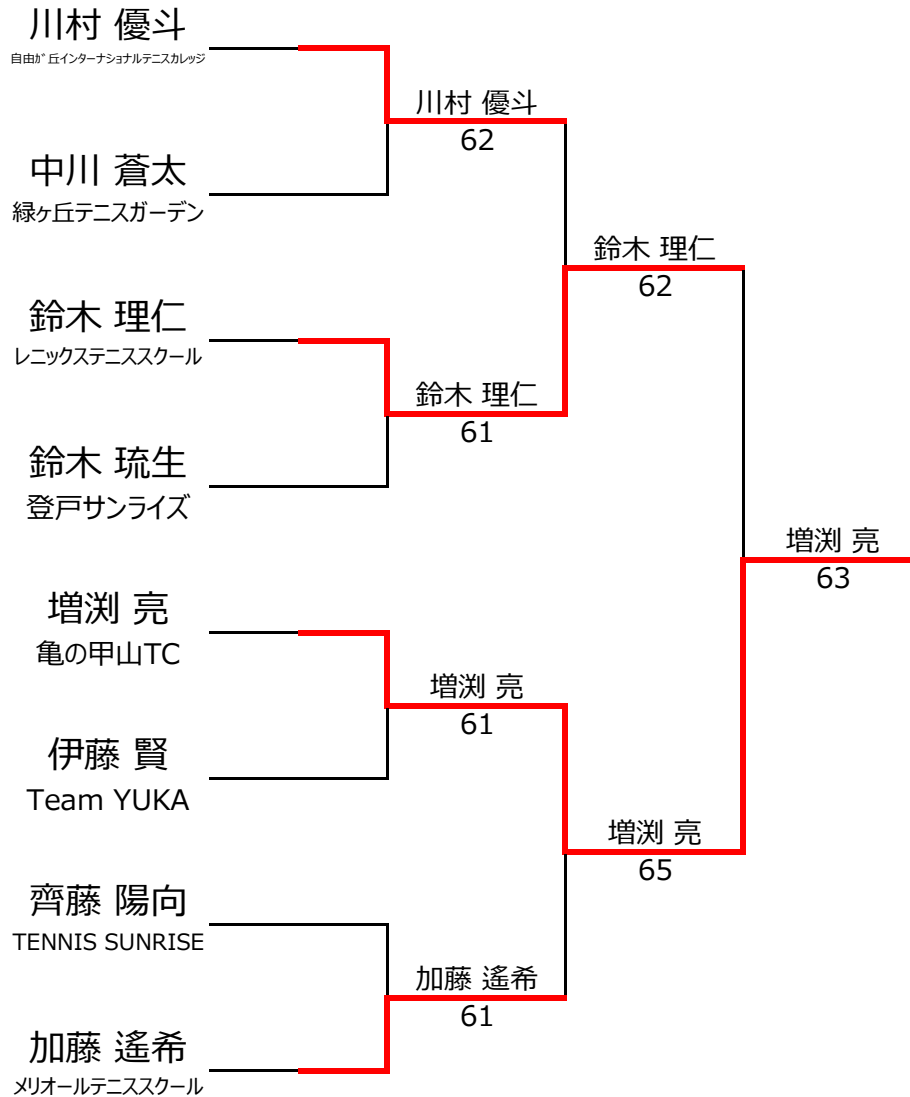 川村 優斗
自由が丘インターナショナルテニスカレッジ
川村 優斗
62
中川 蒼太
緑ヶ丘テニスガーデン
鈴木 理仁
62
鈴木 理仁
レニックステニススクール
鈴木 理仁
61
鈴木 琉生
登戸サンライズ
増渕 亮
63
増渕 亮
亀の甲山TC
増渕 亮
61
伊藤 賢
Team YUKA
増渕 亮
65
齊藤 陽向
TENNIS SUNRISE
加藤 遙希
61
加藤 遙希
メリオールテニススクール